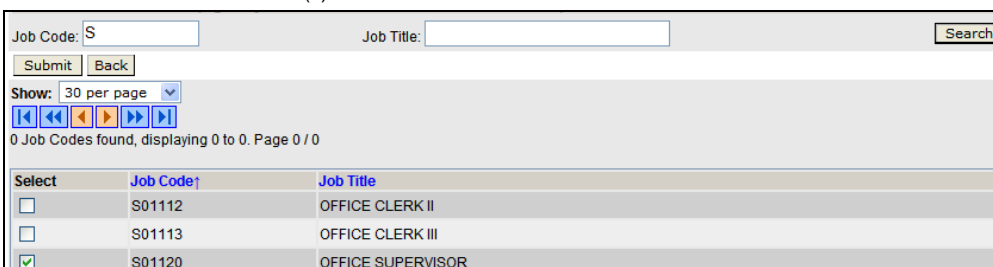 Job Code: S Job Title: Search
Submit Back
Show: 30 per page
0 Job Codes found, displaying 0 to 0. Page 0 / 0
Select Job Code↑ Job Title
S01112 OFFICE CLERK II
S01113 OFFICE CLERK III
S01120 OFFICE SUPERVISOR